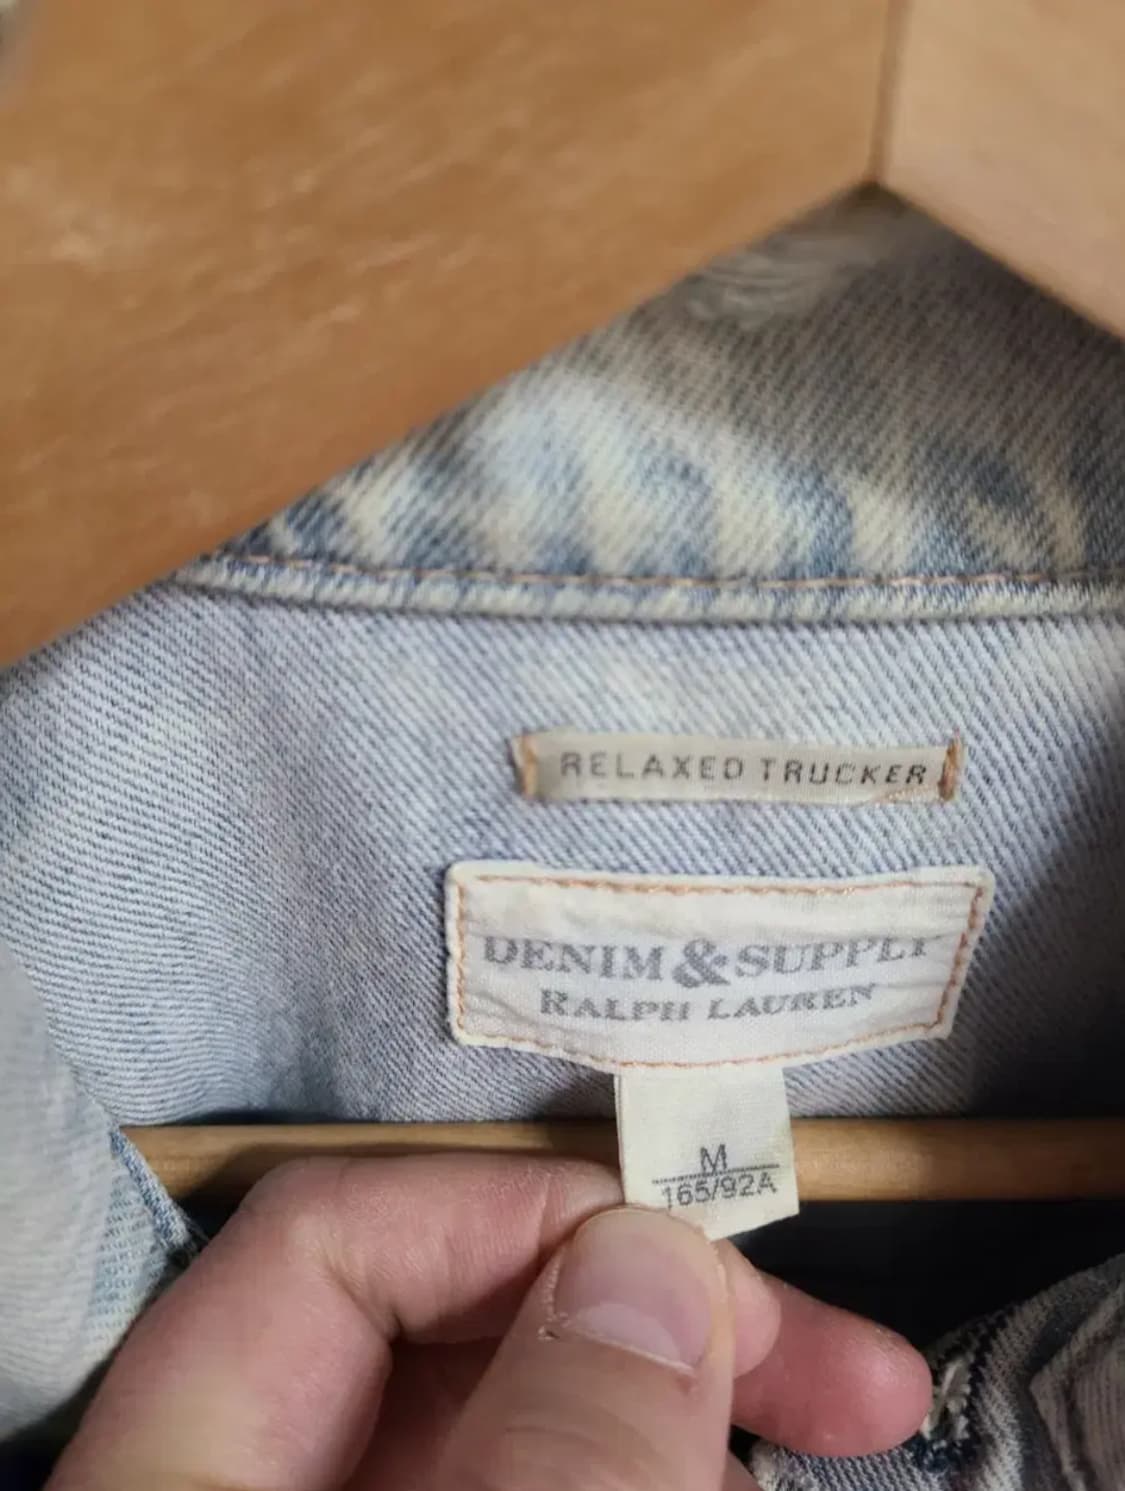 RELAXED TRUCKER
DENIM & SUPPLY
RALPH LAUREN
M
165/92A